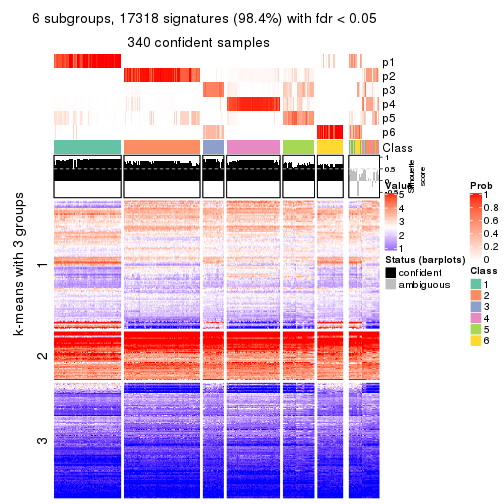 6 subgroups, 17318 signatures (98.4%) with fdr < 0.05
340 confident samples
p1
p2
p3
p4
p5
p6
Class
1
0.5
0
-0.5
Silhouette
score
k-means with 3 groups
1
2
3
Value
5
4
3
2
1
Status (barplots)
confident
ambiguous
Prob
1
0.8
0.6
0.4
0.2
0
Class
1
2
3
4
5
6